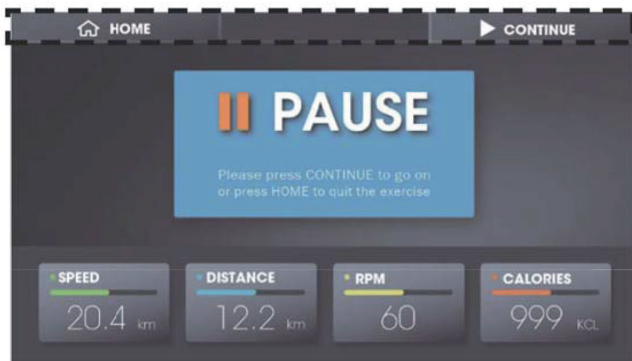 HOME
CONTINUE
PAUSE
Please press CONTINUE to go on
or press HOME to quit the exercise
SPEED
DISTANCE
RPM
CALORIES
20.4 km
12.2 km
60
999 KCL